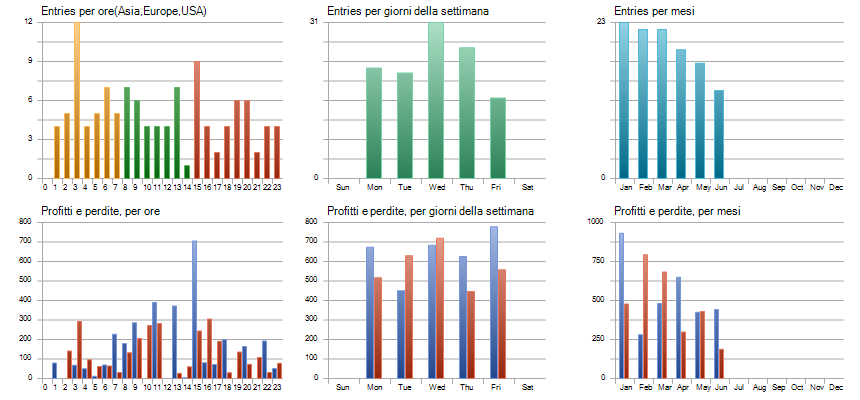 Entries per ore(Asia,Europe,USA)
12
9
6
3
0
0 1 2 3 4 5 6 7 8 9 10 11 12 13 14 15 16 17 18 19 20 21 22 23
Entries per giorni della settimana
31
0
Sun Mon Tue Wed Thu Fri Sat
Entries per mesi
23
0
Jan Feb Mar Apr May Jun Jul Aug Sep Oct Nov Dec
Profitti e perdite, per ore
800
700
600
500
400
300
200
100
0
0 1 2 3 4 5 6 7 8 9 10 11 12 13 14 15 16 17 18 19 20 21 22 23
Profitti e perdite, per giorni della settimana
800
700
600
500
400
300
200
100
0
Sun Mon Tue Wed Thu Fri Sat
Profitti e perdite, per mesi
1000
750
500
250
0
Jan Feb Mar Apr May Jun Jul Aug Sep Oct Nov Dec